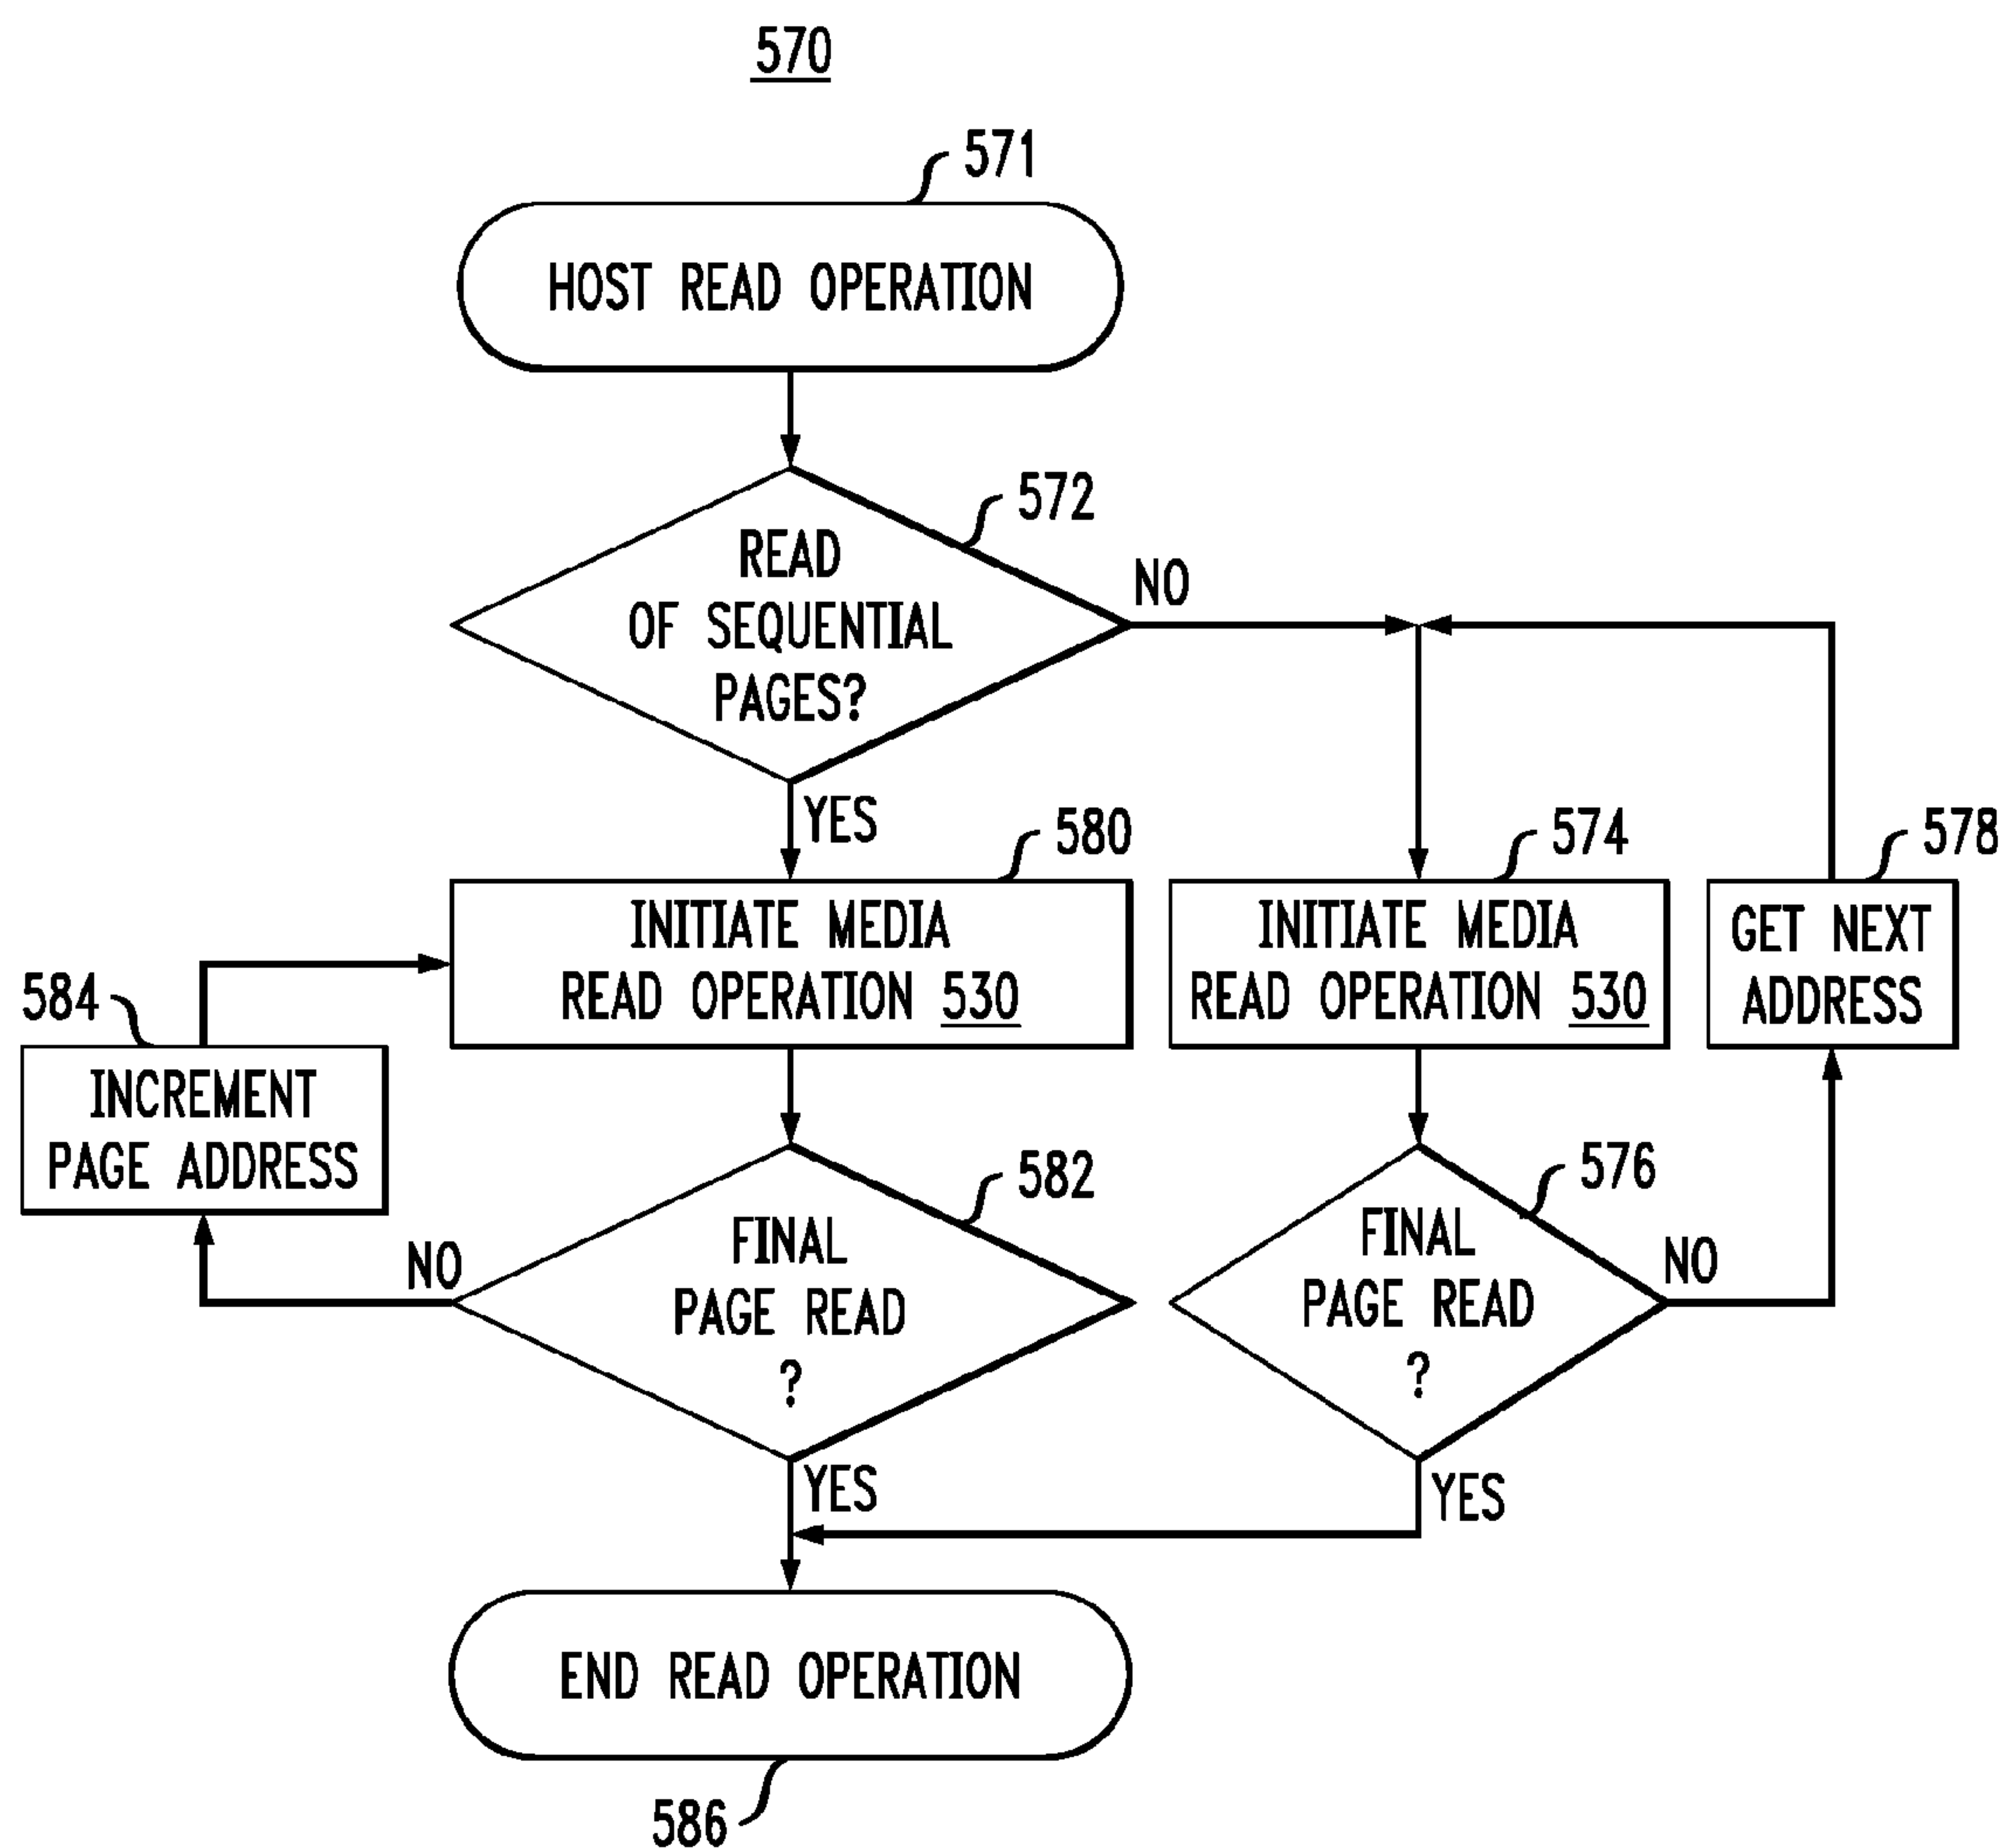 570
571
HOST READ OPERATION
572
READ
OF SEQUENTIAL
PAGES?
NO
YES
580
INITIATE MEDIA
READ OPERATION 530
574
INITIATE MEDIA
READ OPERATION 530
578
GET NEXT
ADDRESS
584
INCREMENT
PAGE ADDRESS
582
FINAL
PAGE READ
?
NO
YES
576
FINAL
PAGE READ
?
NO
YES
END READ OPERATION
586